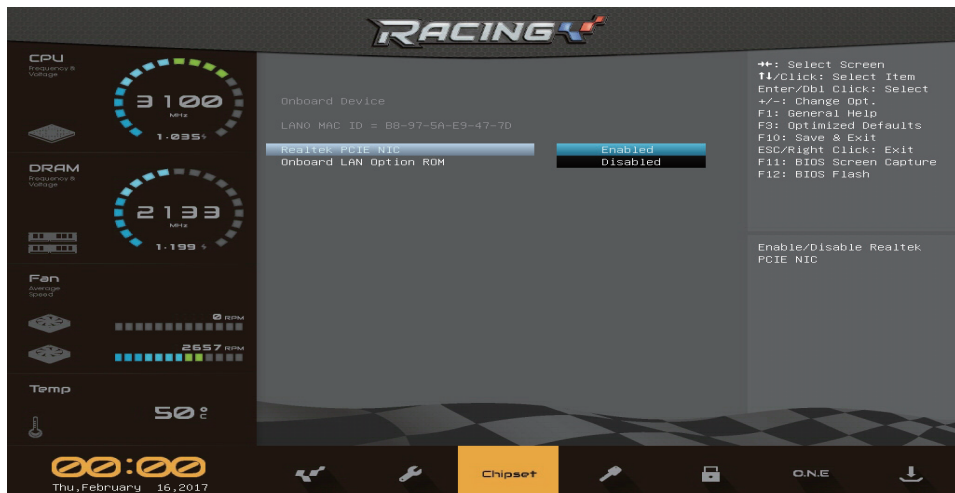 RACING
CPU
Frequency &
Voltage
3100
MHz
1.035
DRAM
Frequency &
Voltage
2133
MHz
1.199
Fan
Average
Speed
0 RPM
2657 RPM
Temp
50 °C
00:00
Thu,February 16,2017
Onboard Device
LAN0 MAC ID = B8-97-5A-E9-47-7D
Realtek PCIE NIC Enabled
Onboard LAN Option ROM Disabled
→←: Select Screen
↑↓/Click: Select Item
Enter/Dbl Click: Select
+/-: Change Opt.
F1: General Help
F3: Optimized Defaults
F10: Save & Exit
ESC/Right Click: Exit
F11: BIOS Screen Capture
F12: BIOS Flash
Enable/Disable Realtek
PCIE NIC
Chipset
O.N.E